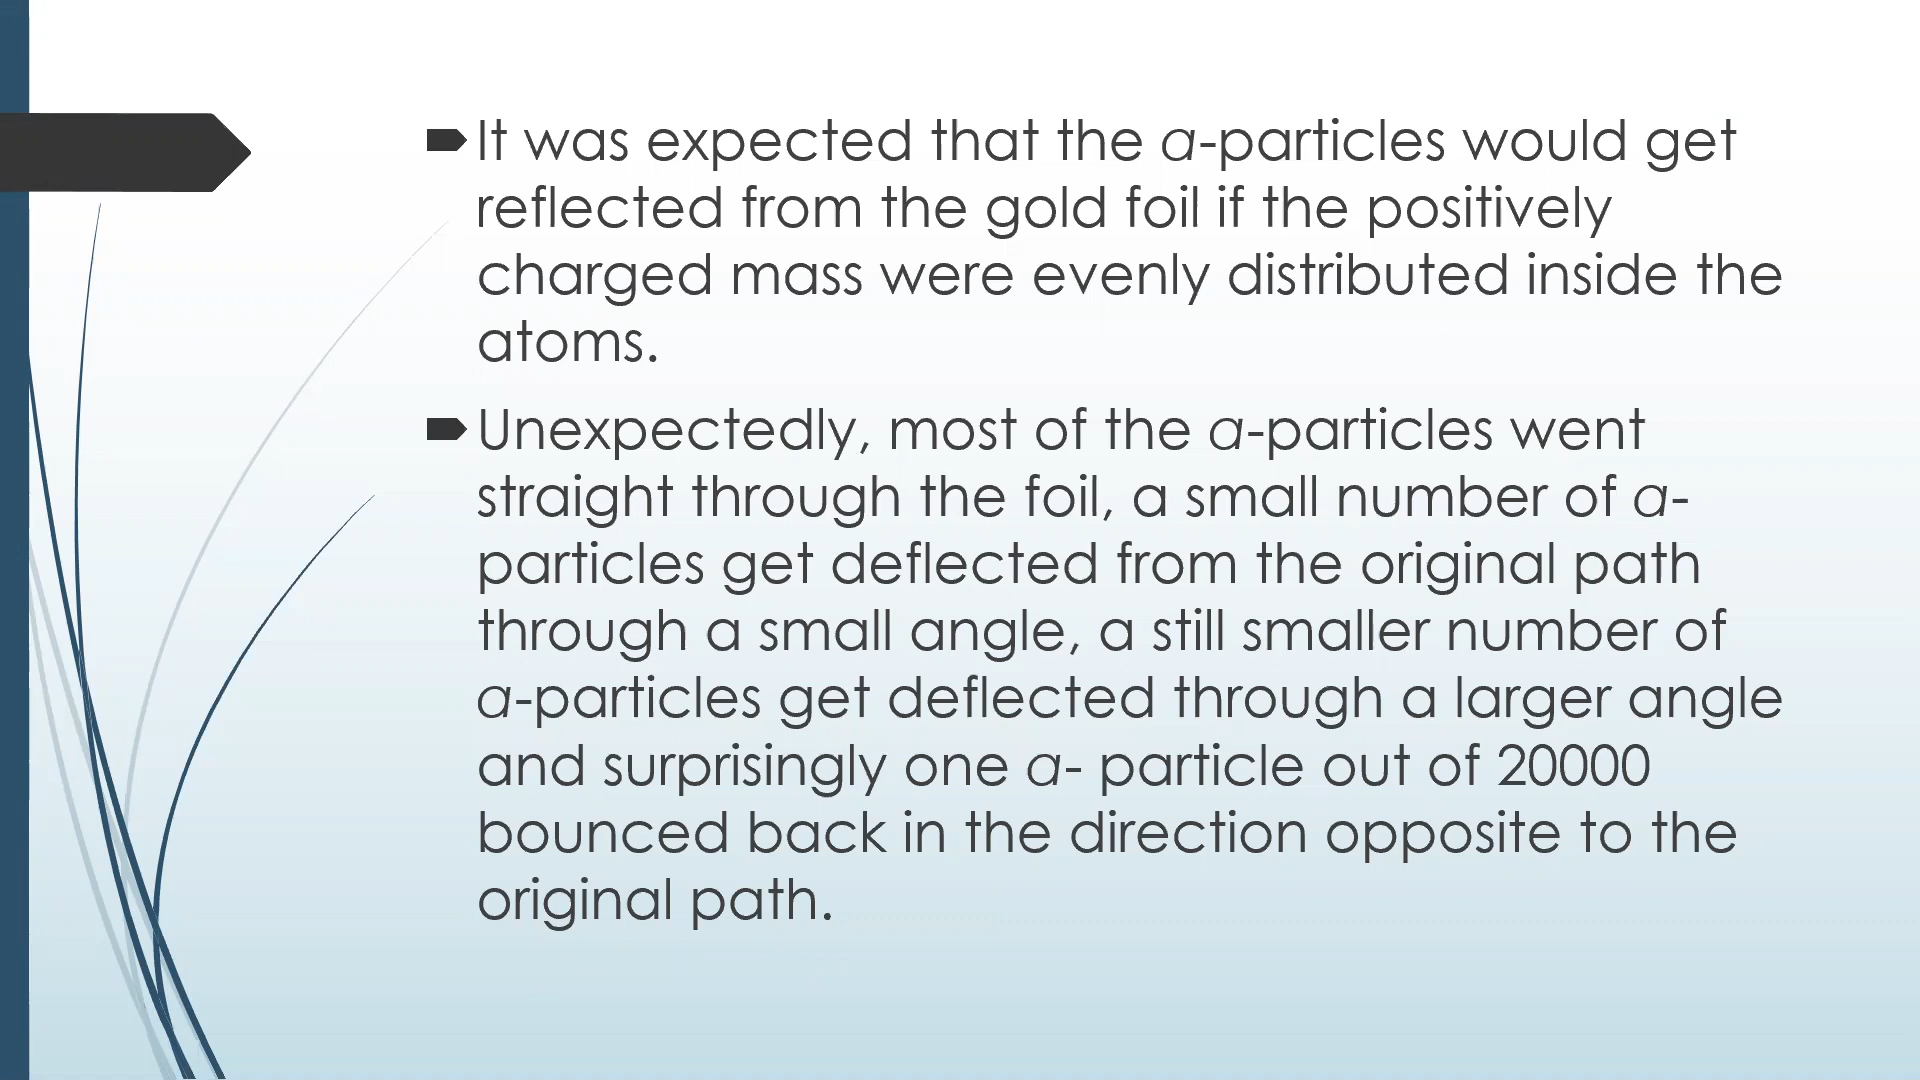 It was expected that the α-particles would get
reflected from the gold foil if the positively
charged mass were evenly distributed inside the
atoms.
Unexpectedly, most of the α-particles went
straight through the foil, a small number of α-
particles get deflected from the original path
through a small angle, a still smaller number of
α-particles get deflected through a larger angle
and surprisingly one α- particle out of 20000
bounced back in the direction opposite to the
original path.